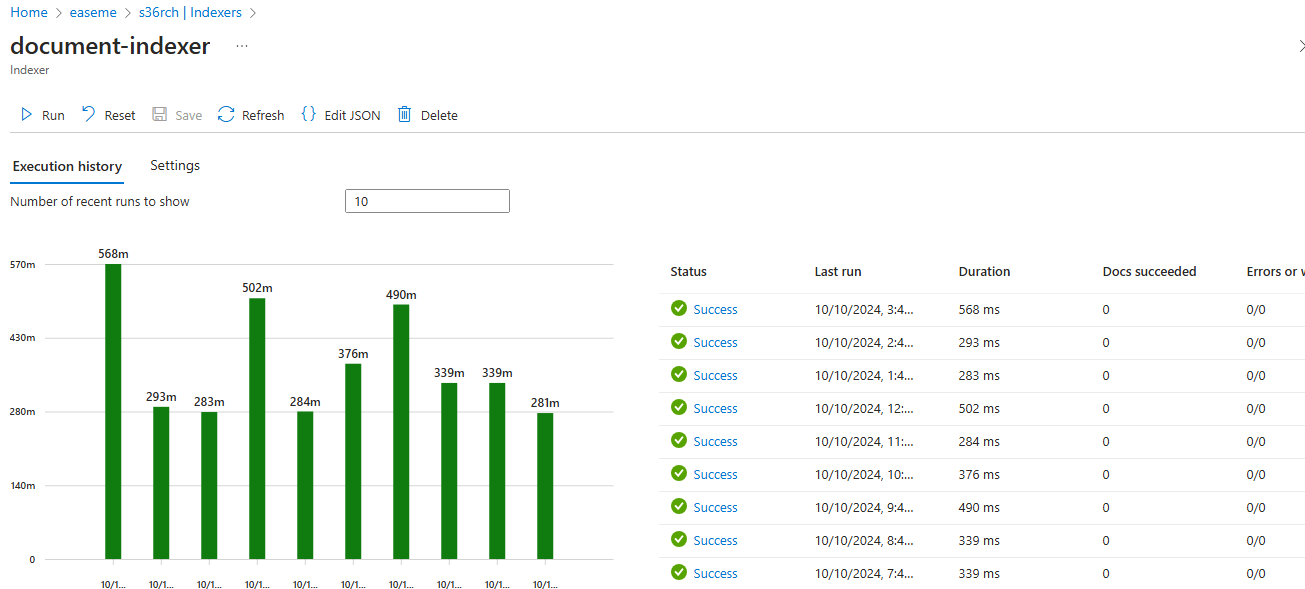 Home > easeme > s36rch | Indexers >
document-indexer ...
Indexer
Run Reset Save Refresh {} Edit JSON Delete
Execution history Settings
Number of recent runs to show 10
568m
570m
502m
490m
430m
376m
339m 339m
293m 283m 284m 281m
280m
140m
0
10/1... 10/1... 10/1... 10/1... 10/1... 10/1... 10/1... 10/1... 10/1... 10/1...
Status Last run Duration Docs succeeded Errors or w
Success 10/10/2024, 3:4... 568 ms 0 0/0
Success 10/10/2024, 2:4... 293 ms 0 0/0
Success 10/10/2024, 1:4... 283 ms 0 0/0
Success 10/10/2024, 12:... 502 ms 0 0/0
Success 10/10/2024, 11:... 284 ms 0 0/0
Success 10/10/2024, 10:... 376 ms 0 0/0
Success 10/10/2024, 9:4... 490 ms 0 0/0
Success 10/10/2024, 8:4... 339 ms 0 0/0
Success 10/10/2024, 7:4... 339 ms 0 0/0